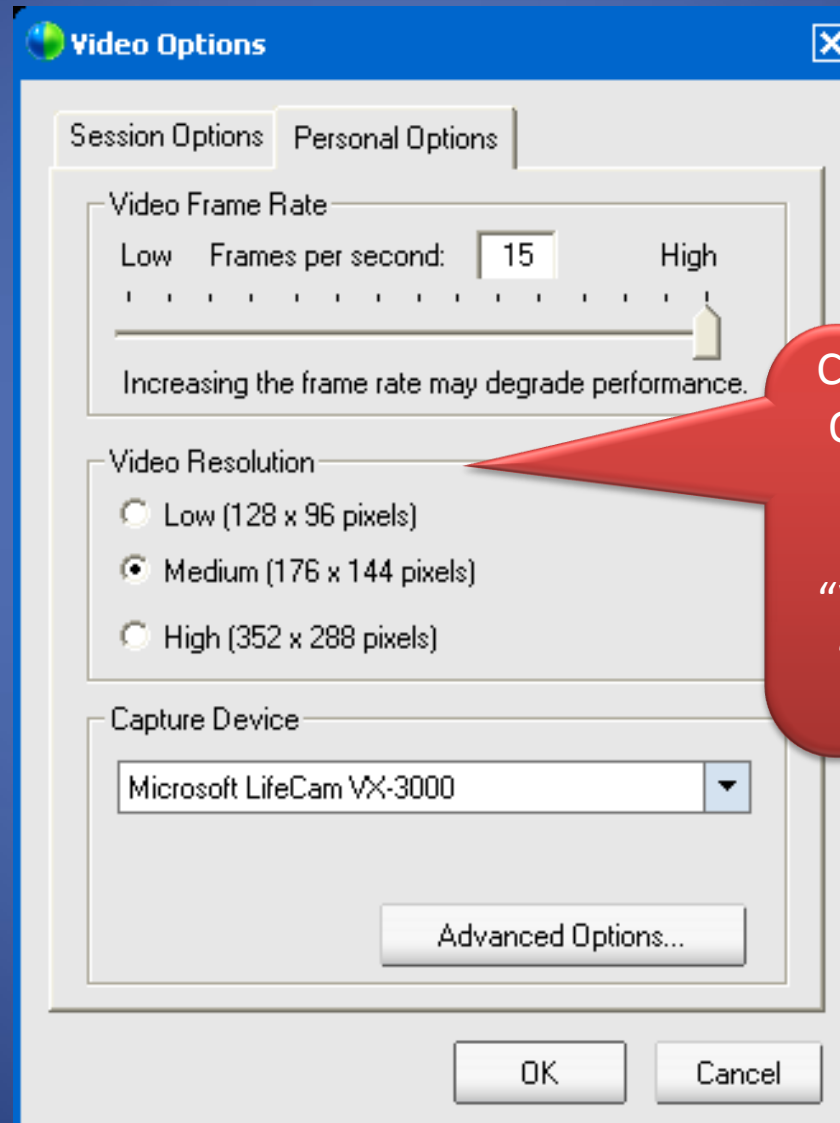 Video Options
Session Options Personal Options
Video Frame Rate
Low Frames per second: 15 High
Increasing the frame rate may degrade performance.
Video Resolution
Low (128 x 96 pixels)
Medium (176 x 144 pixels)
High (352 x 288 pixels)
Capture Device
Microsoft LifeCam VX-3000
Advanced Options...
OK Cancel